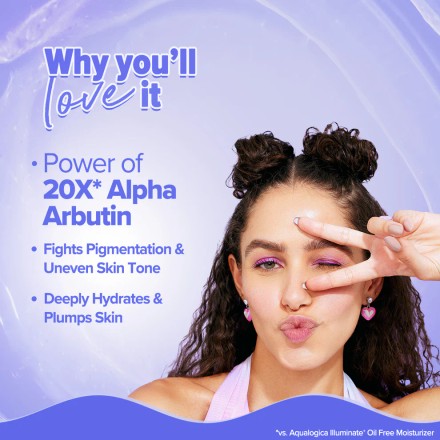 Why you'll
love it
• Power of
20X* Alpha
Arbutin
• Fights Pigmentation &
Uneven Skin Tone
• Deeply Hydrates &
Plumps Skin
*vs. Aqualogica Illuminate+ Oil Free Moisturizer